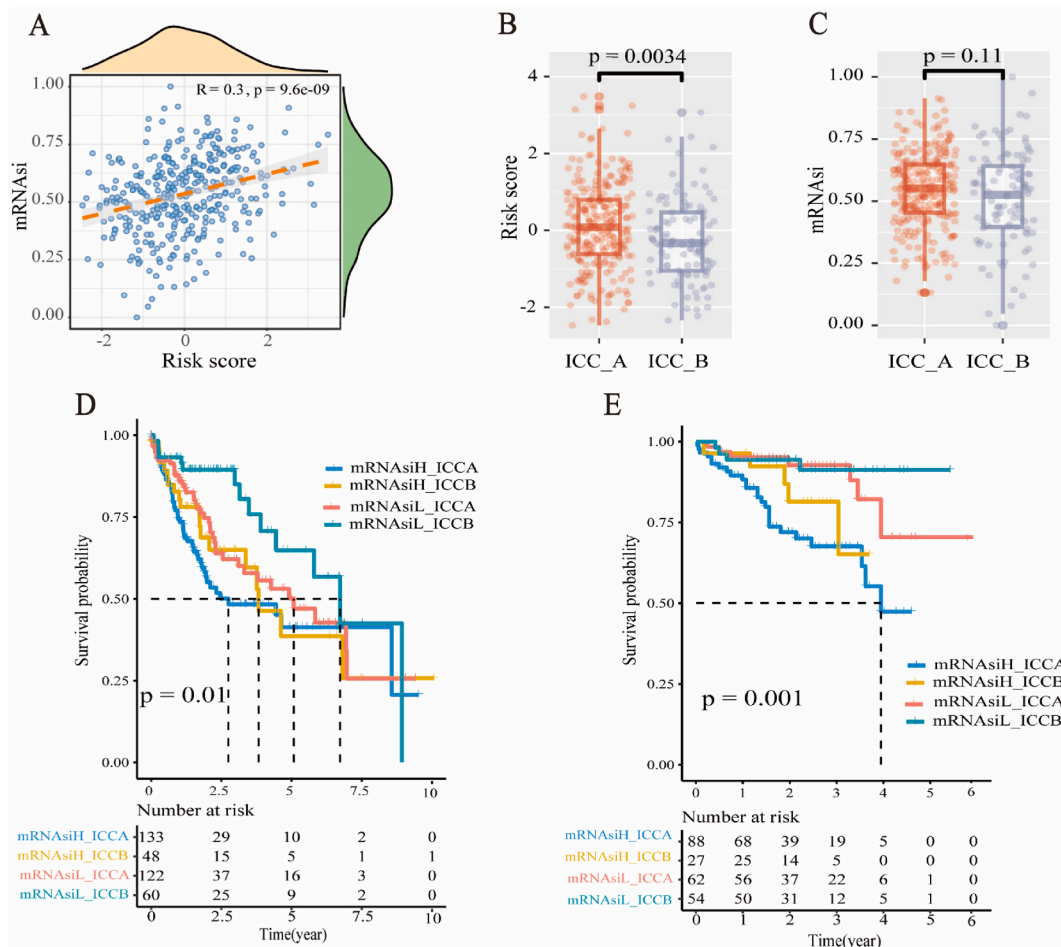 A
R = 0.3 , p = 9.6e-09
mRNAsi
1.00
0.75
0.50
0.25
0.00
-2
0
2
Risk score
B
p = 0.0034
Risk score
4
2
0
-2
ICC_A
ICC_B
C
p = 0.11
mRNAsi
1.00
0.75
0.50
0.25
0.00
ICC_A
ICC_B
D
Survival probability
1.00
0.75
0.50
0.25
0.00
mRNAsiH_ICCA
mRNAsiH_ICCB
mRNAsiL_ICCA
mRNAsiL_ICCB
p = 0.01
0 2.5 5 7.5 10
Number at risk
mRNAsiH_ICCA 133 29 10 2 0
mRNAsiH_ICCB 48 15 5 1 1
mRNAsiL_ICCA 122 37 16 3 0
mRNAsiL_ICCB 60 25 9 2 0
0 2.5 5 7.5 10
Time(year)
E
Survival probability
1.00
0.75
0.50
0.25
0.00
mRNAsiH_ICCA
mRNAsiH_ICCB
mRNAsiL_ICCA
mRNAsiL_ICCB
p = 0.001
0 1 2 3 4 5 6
Number at risk
mRNAsiH_ICCA 88 68 39 19 5 0 0
mRNAsiH_ICCB 27 25 14 5 0 0 0
mRNAsiL_ICCA 62 56 37 22 6 1 0
mRNAsiL_ICCB 54 50 31 12 5 1 0
0 1 2 3 4 5 6
Time(year)